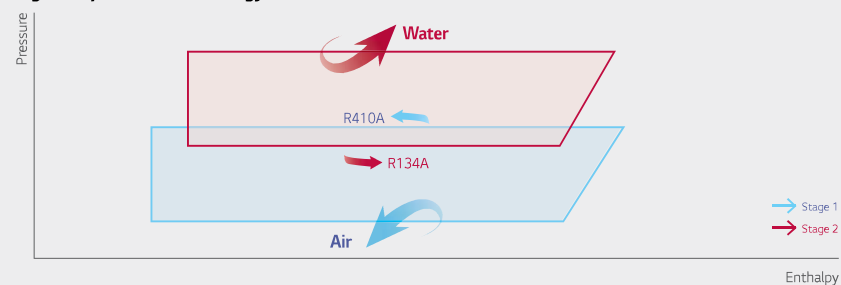 Pressure
Water
R410A
R134A
Air
Stage 1
Stage 2
Enthalpy